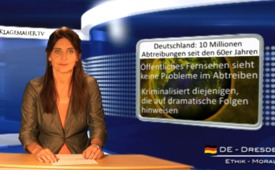 KLAGEMAUER.TV
Deutschland: 10 Millionen
Abtreibungen seit den 60er Jahren
Öffentliches Fernsehen sieht
keine Probleme im Abtreiben
Kriminalisiert diejenigen,
die auf dramatische Folgen
hinweisen
DE - Dresde
Ethik - Moral